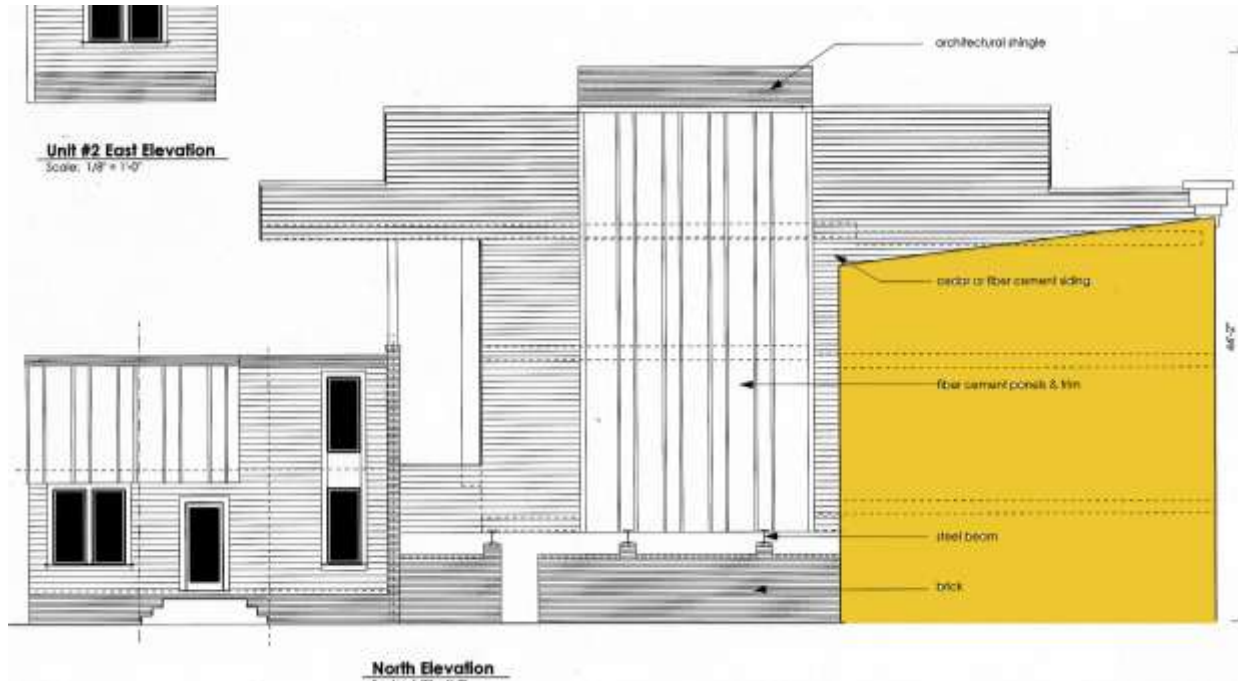 architectural shingle
Unit #2 East Elevation
Scale: 1/8" = 1'-0"
cedar or fiber cement siding
fiber cement panels & trim
steel beam
brick
North Elevation